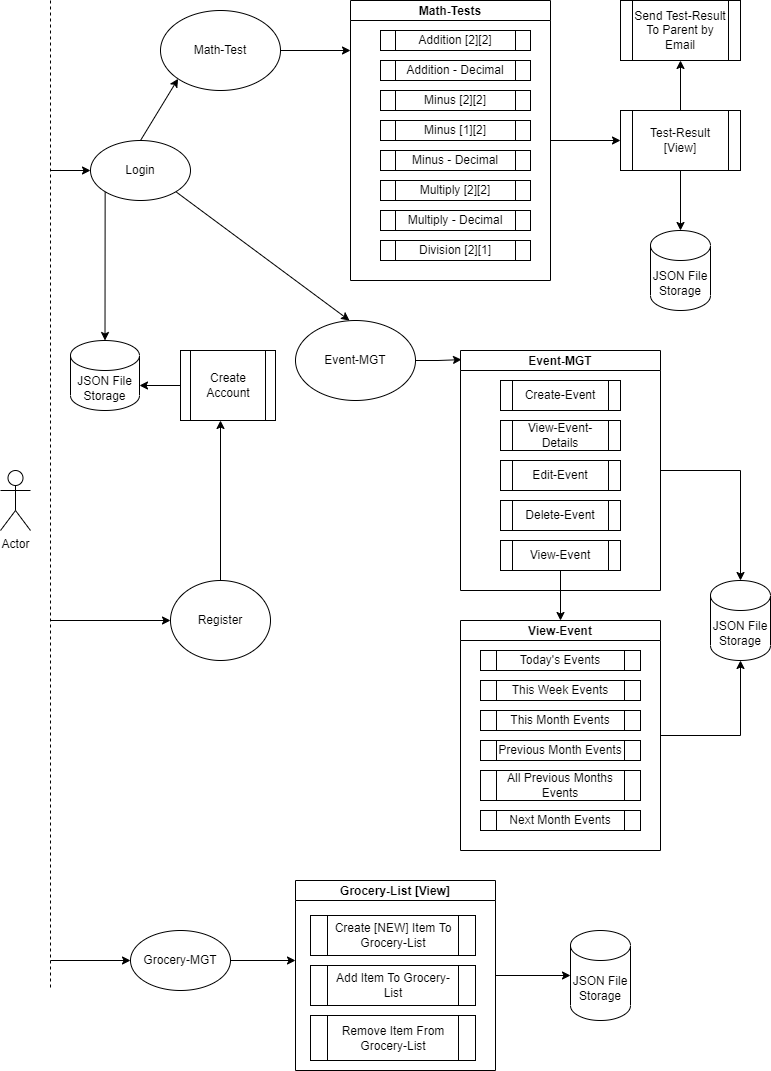 Math-Tests
Addition [2][2]
Addition - Decimal
Minus [2][2]
Minus [1][2]
Minus - Decimal
Multiply [2][2]
Multiply - Decimal
Division [2][1]
Send Test-Result
To Parent by
Email
Math-Test
Test-Result
[View]
Login
JSON File
Storage
Event-MGT
JSON File
Storage
Create
Account
Event-MGT
Create-Event
View-Event-
Details
Edit-Event
Delete-Event
View-Event
Actor
Register
JSON File
Storage
View-Event
Today's Events
This Week Events
This Month Events
Previous Month Events
All Previous Months
Events
Next Month Events
Grocery-MGT
Grocery-List [View]
Create [NEW] Item To
Grocery-List
Add Item To Grocery-
List
Remove Item From
Grocery-List
JSON File
Storage